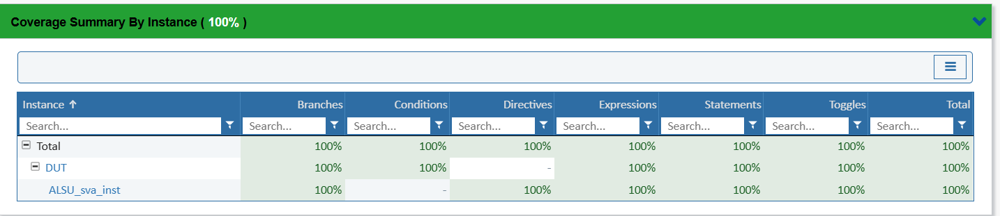 Coverage Summary By Instance ( 100% )
Instance Branches Conditions Directives Expressions Statements Toggles Total
Search... Search... Search... Search... Search... Search... Search... Search...
Total 100% 100% 100% 100% 100% 100% 100%
DUT 100% 100% - 100% 100% 100% 100%
ALSU_sva_inst 100% - 100% 100% 100% 100% 100%